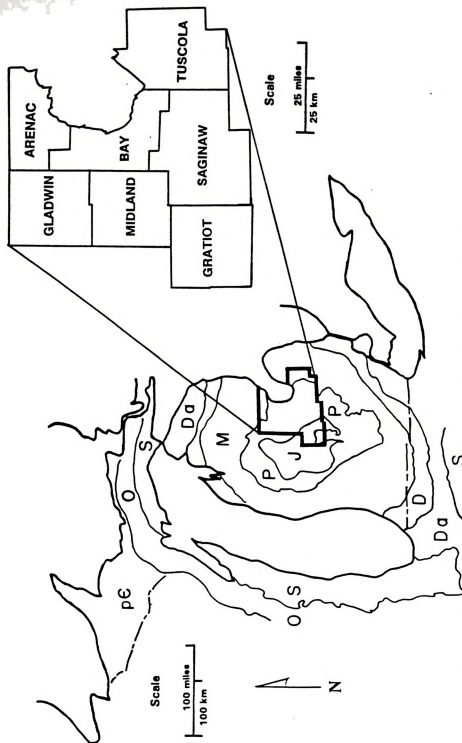 ARENAC
GLADWIN
BAY
MIDLAND
TUSCOLA
SAGINAW
GRATIOT
Scale
25 miles
25 km
pЄ
O
S
Da
M
P
J
P
S
O
D
Da
S
Scale
100 miles
100 km
N